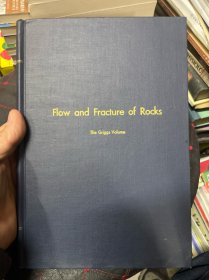 Flow and Fracture of Rocks
The Griggs Volume